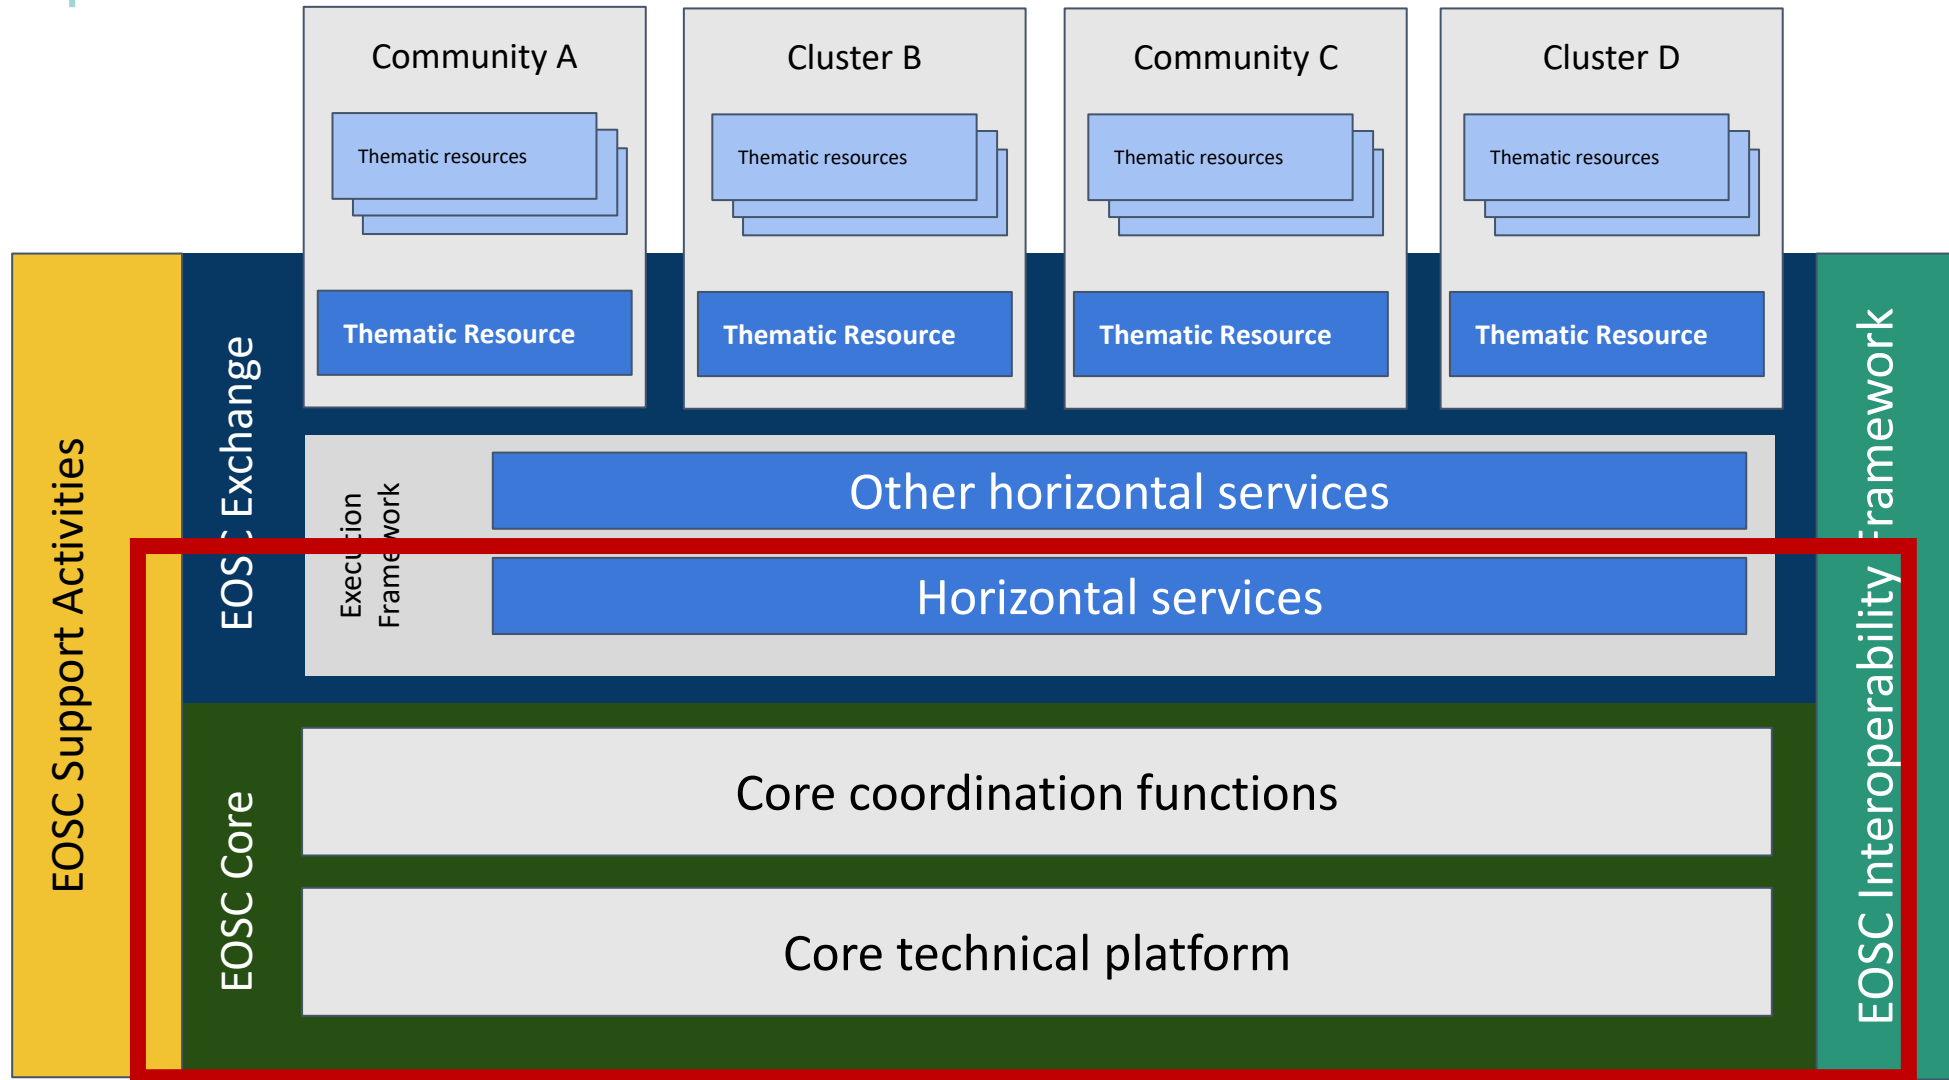 Community A
Cluster B
Community C
Cluster D
Thematic resources
Thematic resources
Thematic resources
Thematic resources
Thematic Resource
Thematic Resource
Thematic Resource
Thematic Resource
EOSC Support Activities
EOSC Exchange
Execution
Framework
Other horizontal services
Horizontal services
EOSC Core
Core coordination functions
Core technical platform
EOSC Interoperability Framework